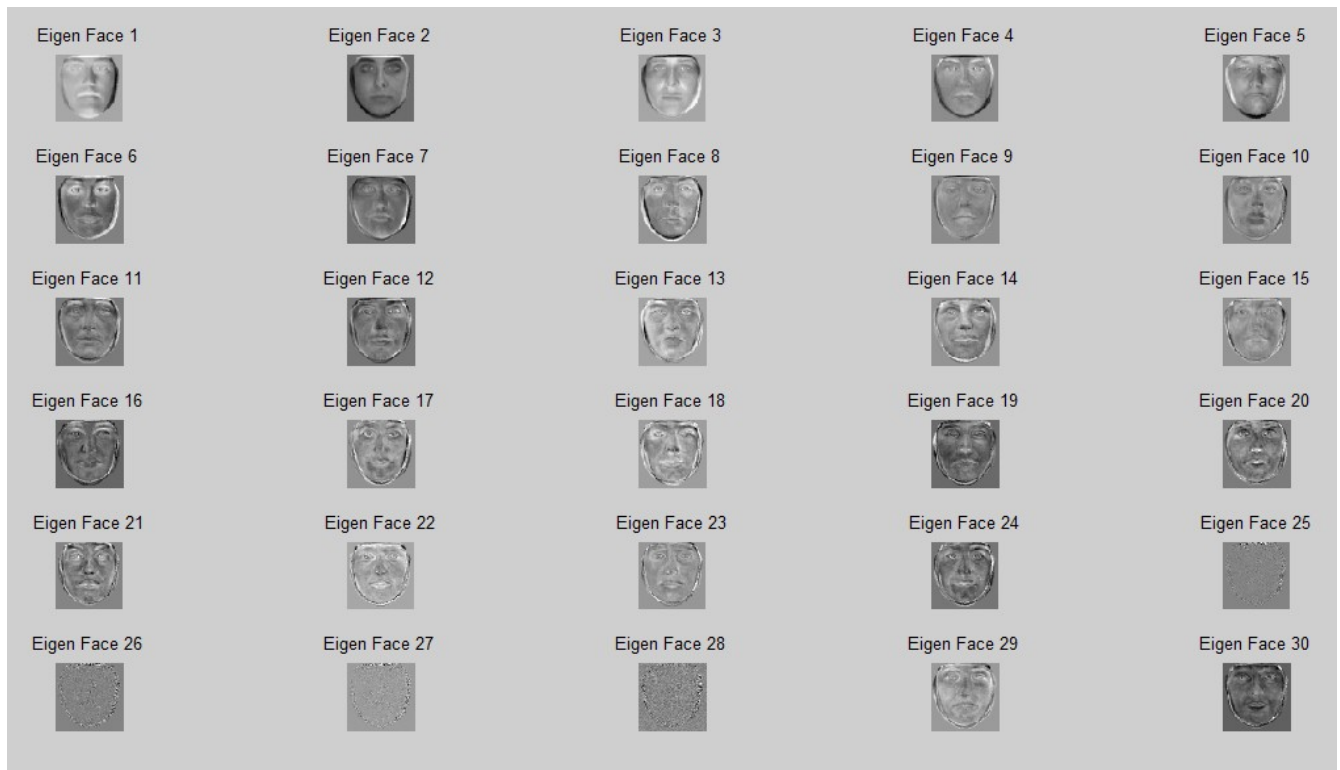 Eigen Face 1 Eigen Face 2 Eigen Face 3 Eigen Face 4 Eigen Face 5
Eigen Face 6 Eigen Face 7 Eigen Face 8 Eigen Face 9 Eigen Face 10
Eigen Face 11 Eigen Face 12 Eigen Face 13 Eigen Face 14 Eigen Face 15
Eigen Face 16 Eigen Face 17 Eigen Face 18 Eigen Face 19 Eigen Face 20
Eigen Face 21 Eigen Face 22 Eigen Face 23 Eigen Face 24 Eigen Face 25
Eigen Face 26 Eigen Face 27 Eigen Face 28 Eigen Face 29 Eigen Face 30